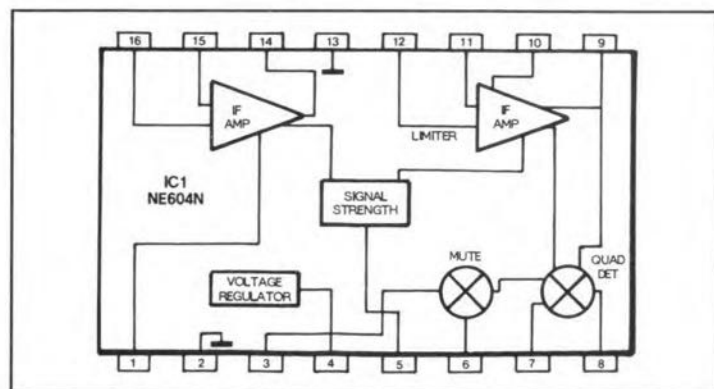 16 15 14 13 12 11 10 9
IF
AMP
IF
AMP
LIMITER
IC1
NE604N
SIGNAL
STRENGTH
MUTE
QUAD
DET
VOLTAGE
REGULATOR
1 2 3 4 5 6 7 8